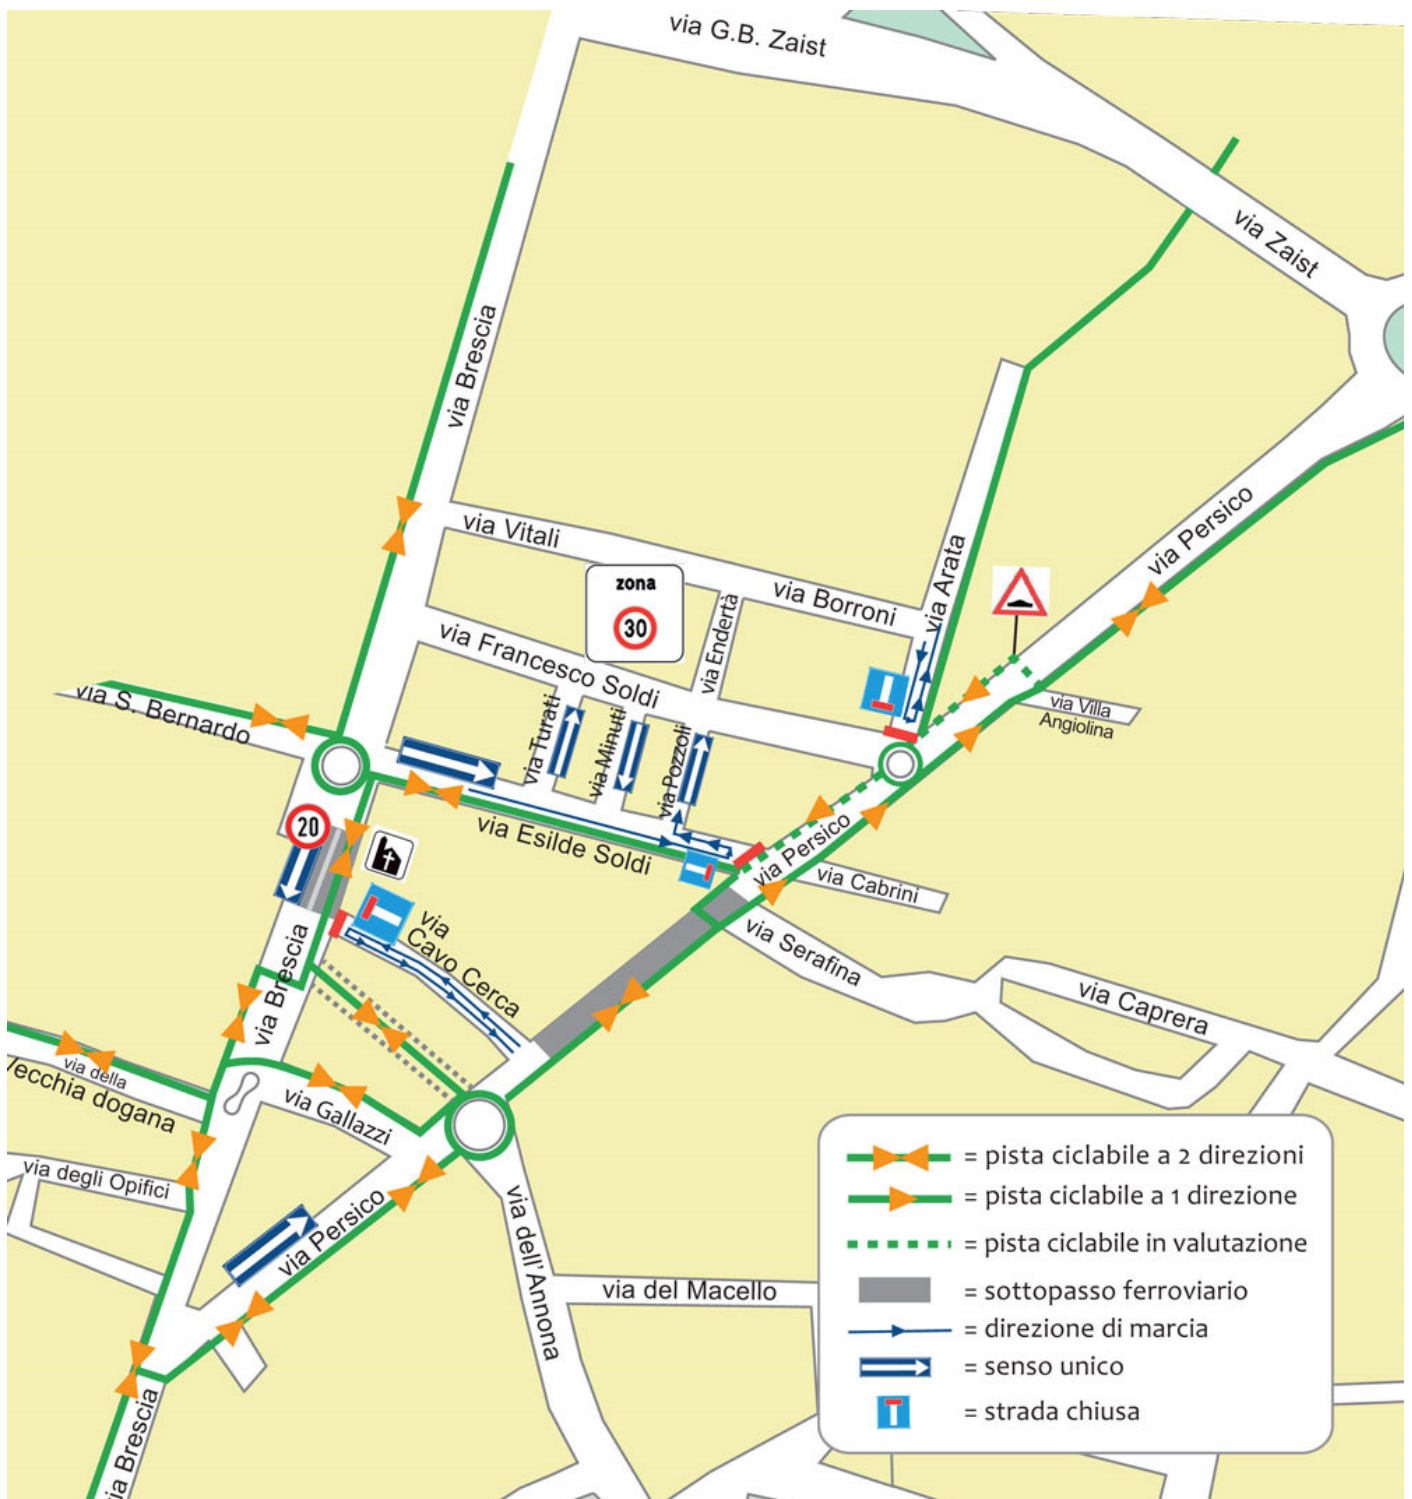 via G.B. Zaist
via Zaist
via Brescia
via Persico
via Vitali
via Arata
zona
30
via Borroni
via Endertà
via Francesco Soldi
via Villa
Angiolina
via S. Bernardo
via Turati
via Minuti
via Pozzoli
20
via Esilde Soldi
via Persico
via Cabrini
via
Cavo Cerca
via Brescia
via Serafina
via Caprera
via della
Vecchia dogana
via Gallazzi
via degli Opifici
via Persico
via dell'Annona
via del Macello
via Brescia
= pista ciclabile a 2 direzioni
= pista ciclabile a 1 direzione
= pista ciclabile in valutazione
= sottopasso ferroviario
= direzione di marcia
= senso unico
= strada chiusa